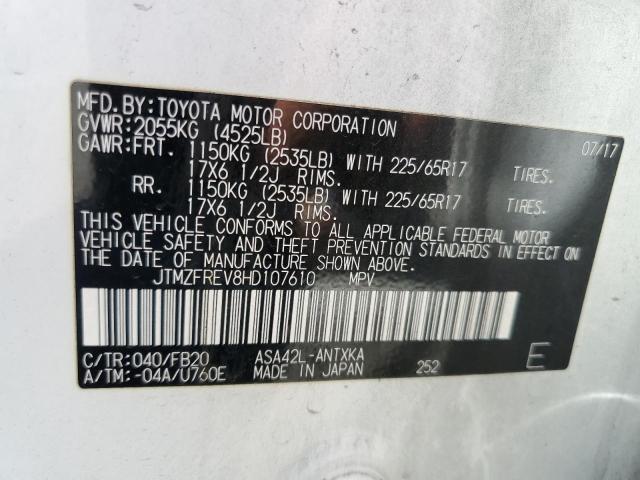 MFD.BY:TOYOTA MOTOR CORPORATION 07/17
GVWR:2055KG (4525LB)
GAWR:FRT. 1150KG (2535LB) WITH 225/65R17 TIRES.
17X6 1/2J RIMS.
RR. 1150KG (2535LB) WITH 225/65R17 TIRES.
17X6 1/2J RIMS.
THIS VEHICLE CONFORMS TO ALL APPLICABLE FEDERAL MOTOR
VEHICLE SAFETY AND THEFT PREVENTION STANDARDS IN EFFECT ON
THE DATE OF MANUFACTURE SHOWN ABOVE.
JTMZFREV8HD107610 MPV
C/TR:040/FB20 ASA42L-ANTXKA
A/TM:-04A/U760E MADE IN JAPAN 252 E